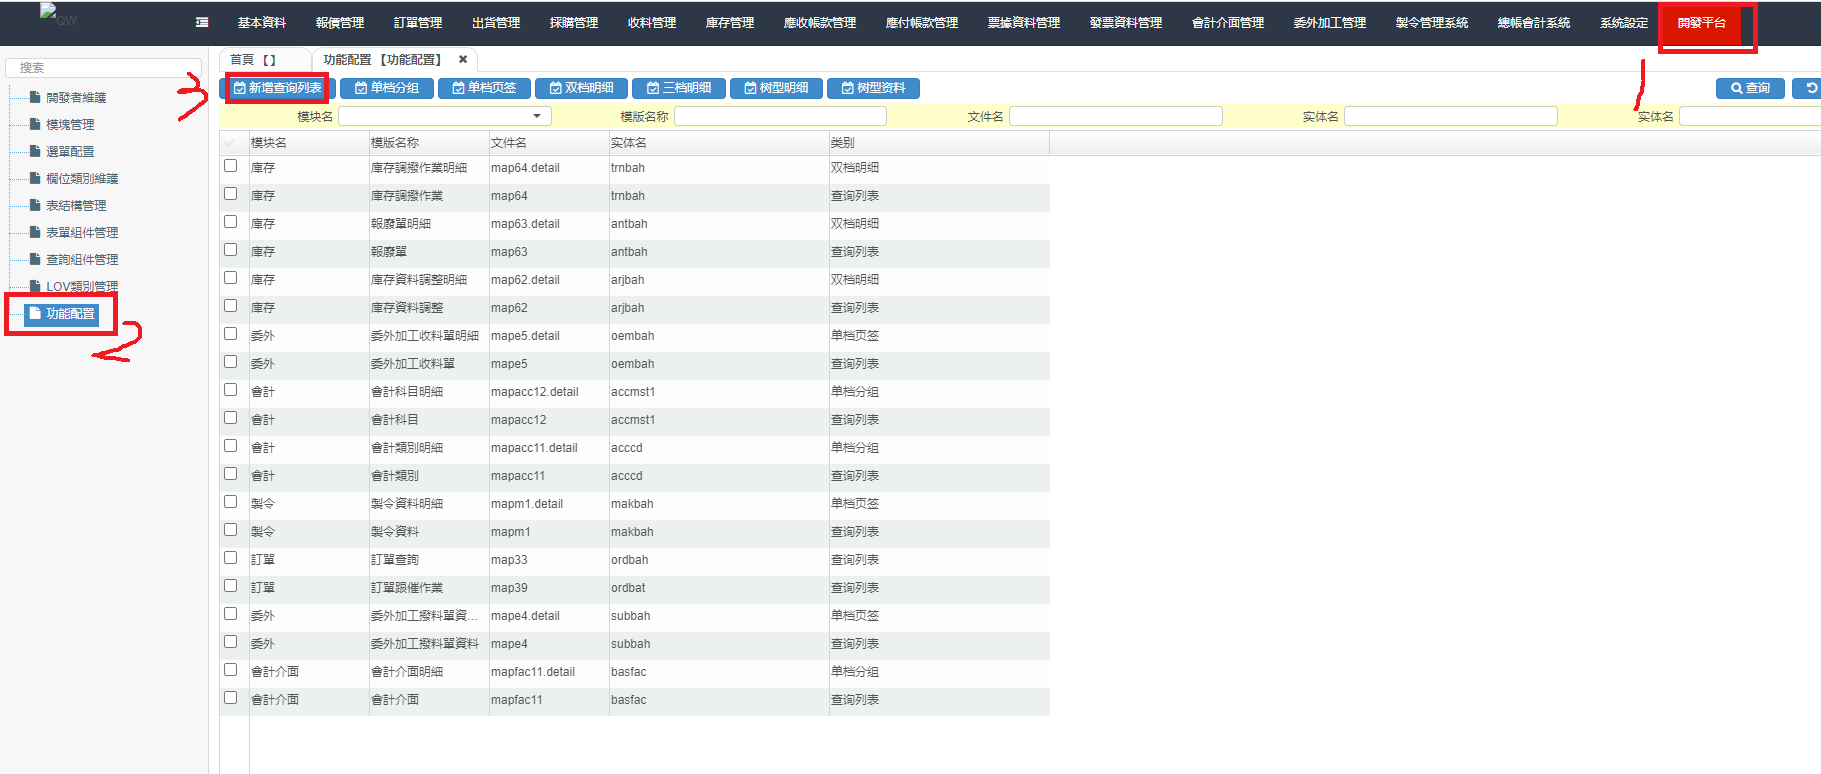 QW 基本資料 報價管理 訂單管理 出貨管理 採購管理 收料管理 庫存管理 應收帳款管理 應付帳款管理 票據資料管理 發票資料管理 會計介面管理 委外加工管理 製令管理系統 總帳會計系統 系統設定 開發平台
搜索
開發者維護
模塊管理
選單配置
欄位類別維護
表結構管理
表單組件管理
查詢組件管理
LOV類別管理
功能配置
1
2
3
首頁 【】 功能配置 【功能配置】 ✖
新增查询列表 单档分组 单档页签 双档明细 三档明细 树型明细 树型资料 查询
模块名 模版名称 文件名 实体名 实体名
模块名 模版名称 文件名 实体名 类别
庫存 庫存調撥作業明細 map64.detail trnbah 双档明细
庫存 庫存調撥作業 map64 trnbah 查询列表
庫存 報廢單明細 map63.detail antbah 双档明细
庫存 報廢單 map63 antbah 查询列表
庫存 庫存資料調整明細 map62.detail arjbah 双档明细
庫存 庫存資料調整 map62 arjbah 查询列表
委外 委外加工收料單明細 mape5.detail oembah 单档页签
委外 委外加工收料單 mape5 oembah 查询列表
會計 會計科目明細 mapacc12.detail accmst1 单档分组
會計 會計科目 mapacc12 accmst1 查询列表
會計 會計類別明細 mapacc11.detail acccd 单档分组
會計 會計類別 mapacc11 acccd 查询列表
製令 製令資料明細 mapm1.detail makbah 单档页签
製令 製令資料 mapm1 makbah 查询列表
訂單 訂單查詢 map33 ordbah 查询列表
訂單 訂單跟催作業 map39 ordbat 查询列表
委外 委外加工撥料單資... mape4.detail subbah 单档页签
委外 委外加工撥料單資料 mape4 subbah 查询列表
會計介面 會計介面明細 mapfac11.detail basfac 单档分组
會計介面 會計介面 mapfac11 basfac 查询列表